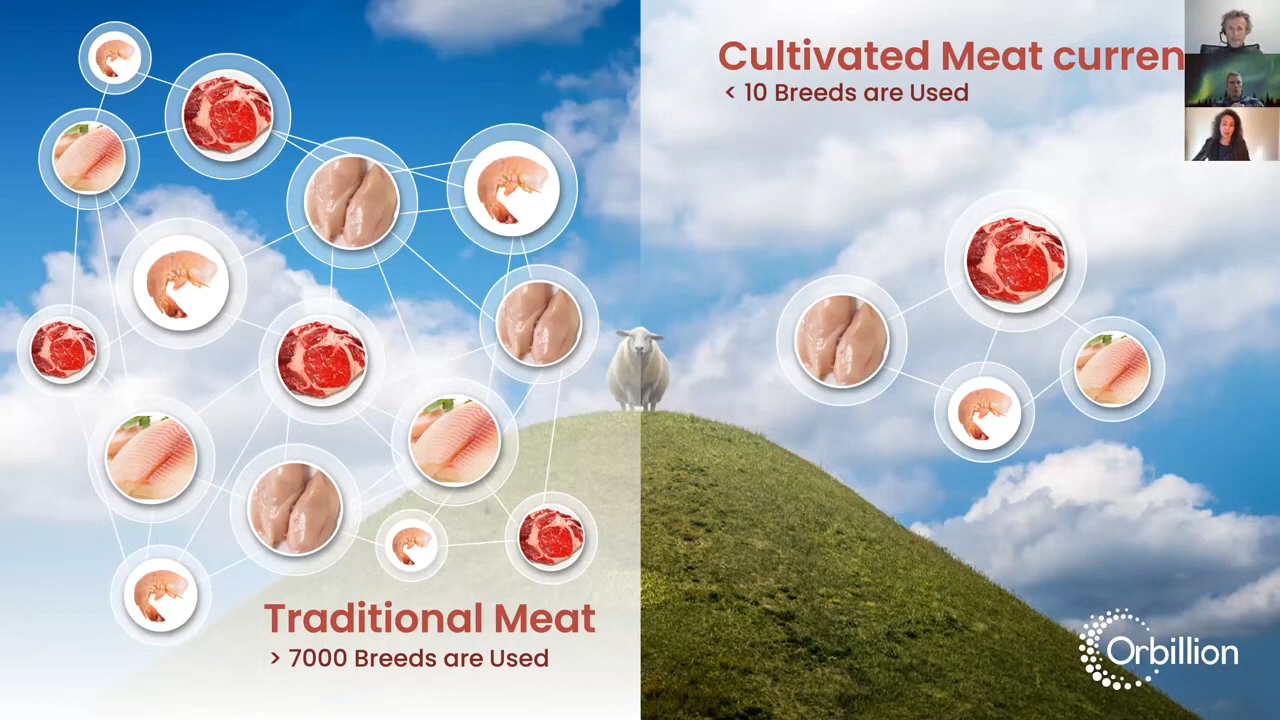 Cultivated Meat curren
< 10 Breeds are Used
Traditional Meat
> 7000 Breeds are Used
Orbillion